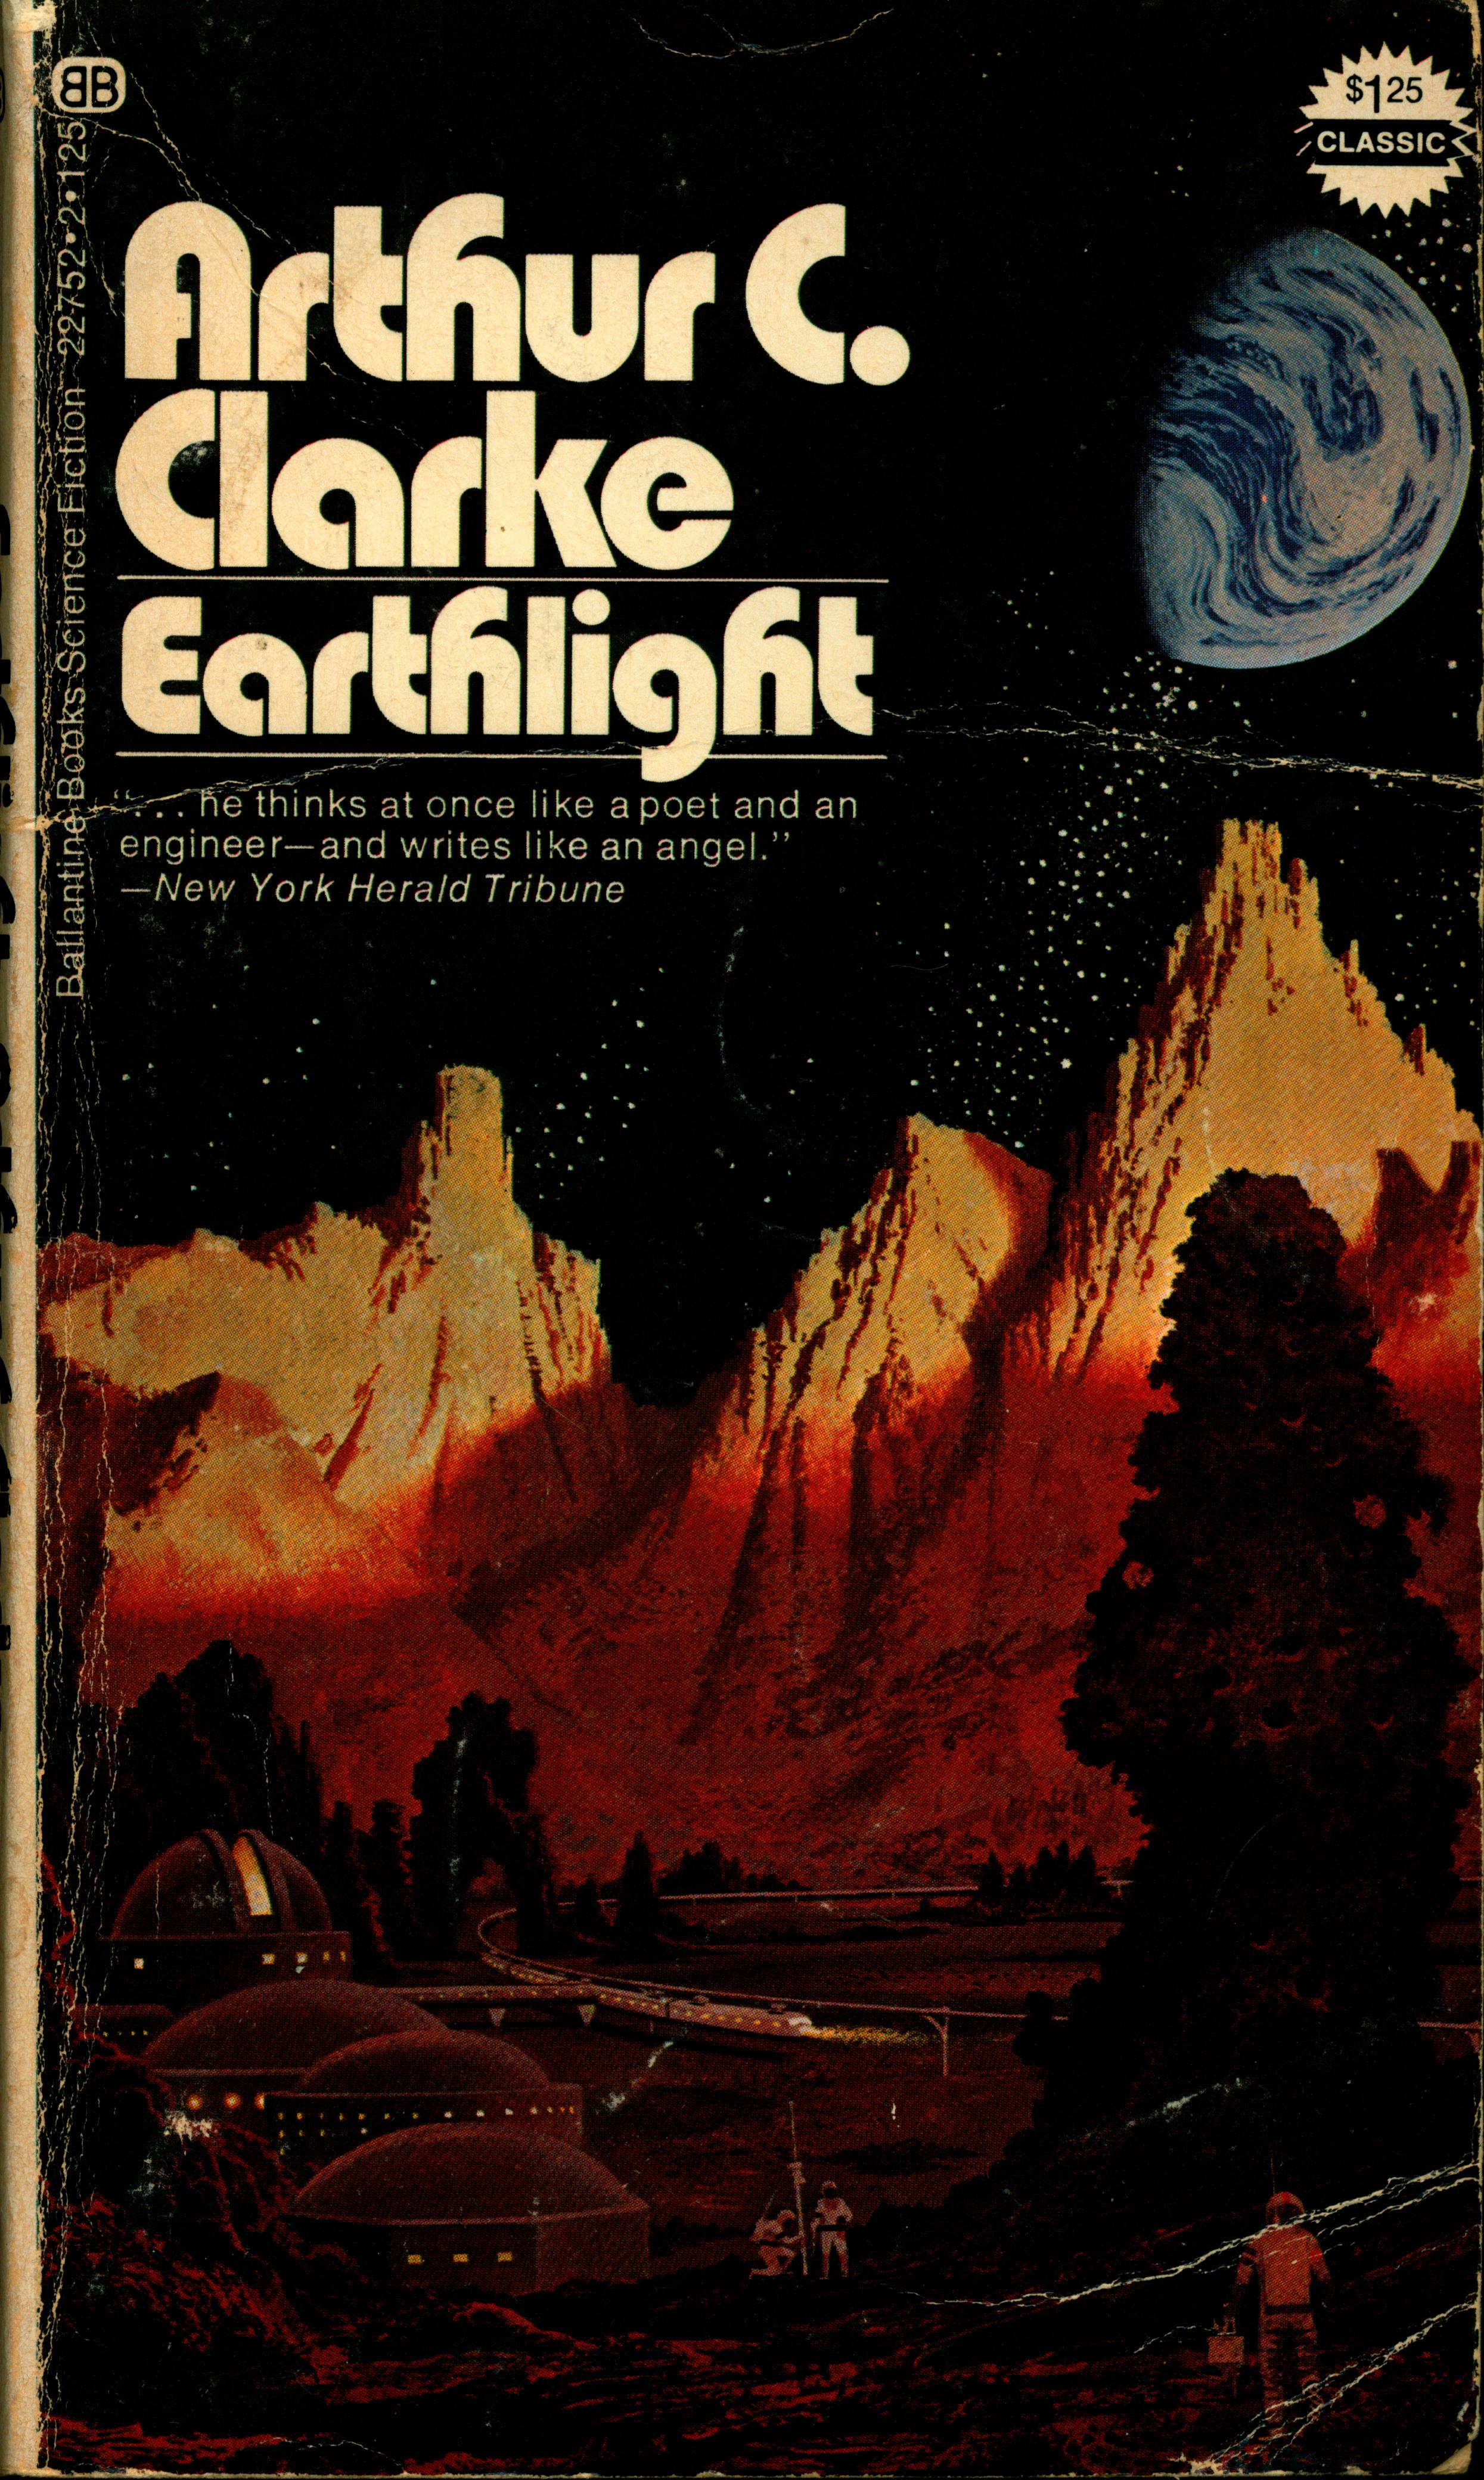 BB
$1.25
CLASSIC
Ballantine Books Science Fiction 22752•2•125
Arthur C.
Clarke
Earthlight
“... he thinks at once like a poet and an
engineer—and writes like an angel.”
—New York Herald Tribune